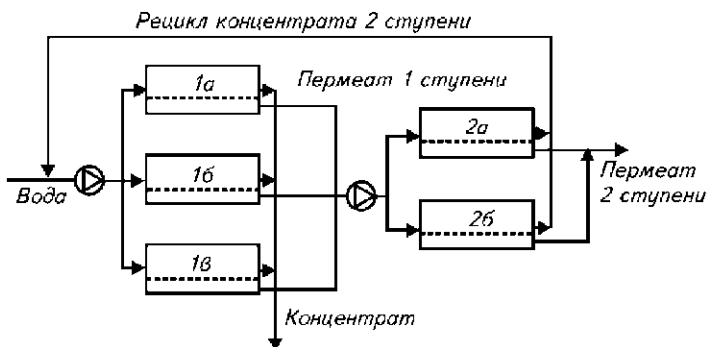 Рецикл концентрата 2 ступени
1а
Пермеат 1 ступени
2а
1б
Вода
Пермеат
2 ступени
2б
1в
Концентрат